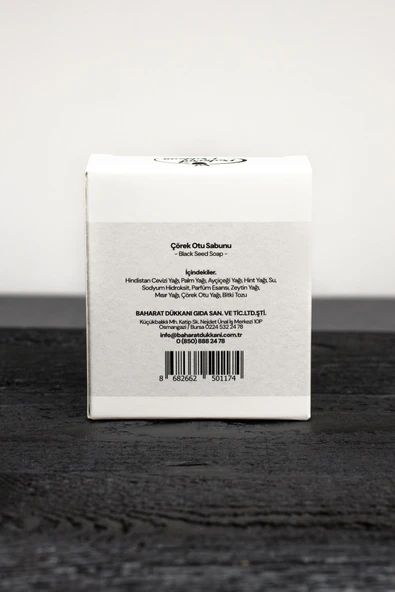 Çörek Otu Sabunu
- Black Seed Soap -
İçindekiler.
Hindistan Cevizi Yağı, Palm Yağı, Ayçiçeği Yağı, Hint Yağı, Su,
Sodyum Hidroksit, Parfüm Esansı, Zeytin Yağı,
Mısır Yağı, Çörek Otu Yağı, Bitki Tozu
BAHARAT DÜKKANI GIDA SAN. VE TİC.LTD.ŞTİ.
Küçükbalıklı Mh. Katip Sk. Nejdet Ünal İş Merkezi 10P
Osmangazi / Bursa 0224 532 24 78
info@baharatdukkani.com.tr
0 (850) 888 24 78
8 682662 501174